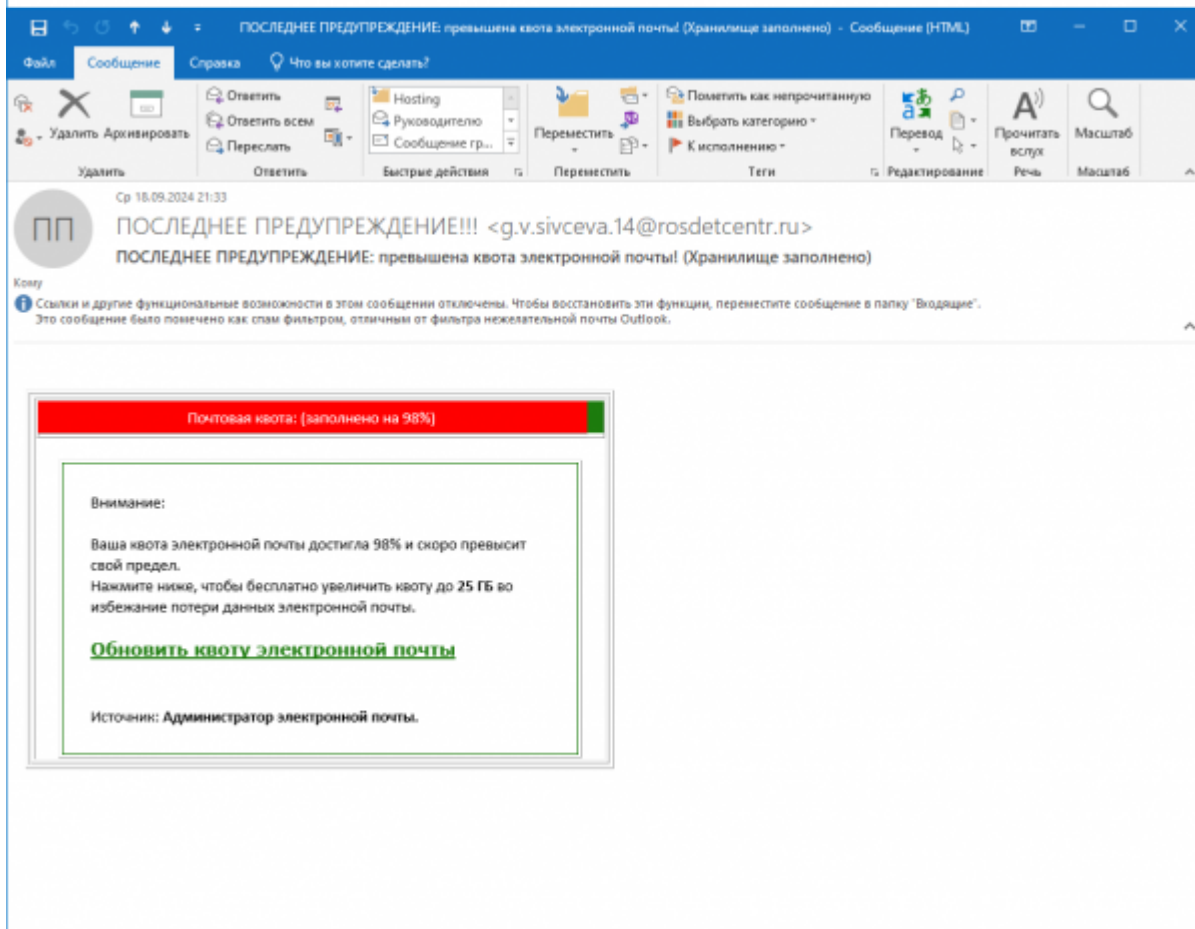 ПОСЛЕДНЕЕ ПРЕДУПРЕЖДЕНИЕ: превышена квота электронной почты! (Хранилище заполнено) - Сообщение (HTML)
Файл Сообщение Справка Что вы хотите сделать?
Удалить Архивировать
Ответить
Ответить всем
Переслать
Hosting
Руководителю
Сообщение гр...
Переместить
Пометить как непрочитанную
Выбрать категорию
К исполнению
Перевод
Прочитать вслух
Масштаб
Удалить Ответить Быстрые действия Переместить Теги Редактирование Речь Масштаб
Ср 18.09.2024 21:33
ПП
ПОСЛЕДНЕЕ ПРЕДУПРЕЖДЕНИЕ!!! <g.v.sivceva.14@rosdetcentr.ru>
ПОСЛЕДНЕЕ ПРЕДУПРЕЖДЕНИЕ: превышена квота электронной почты! (Хранилище заполнено)
Кому
Ссылки и другие функциональные возможности в этом сообщении отключены. Чтобы восстановить эти функции, переместите сообщение в папку "Входящие".
Это сообщение было помечено как спам фильтром, отличным от фильтра нежелательной почты Outlook.
Почтовая квота: (заполнено на 98%)
Внимание:
Ваша квота электронной почты достигла 98% и скоро превысит
свой предел.
Нажмите ниже, чтобы бесплатно увеличить квоту до 25 ГБ во
избежание потери данных электронной почты.
Обновить квоту электронной почты
Источник: Администратор электронной почты.